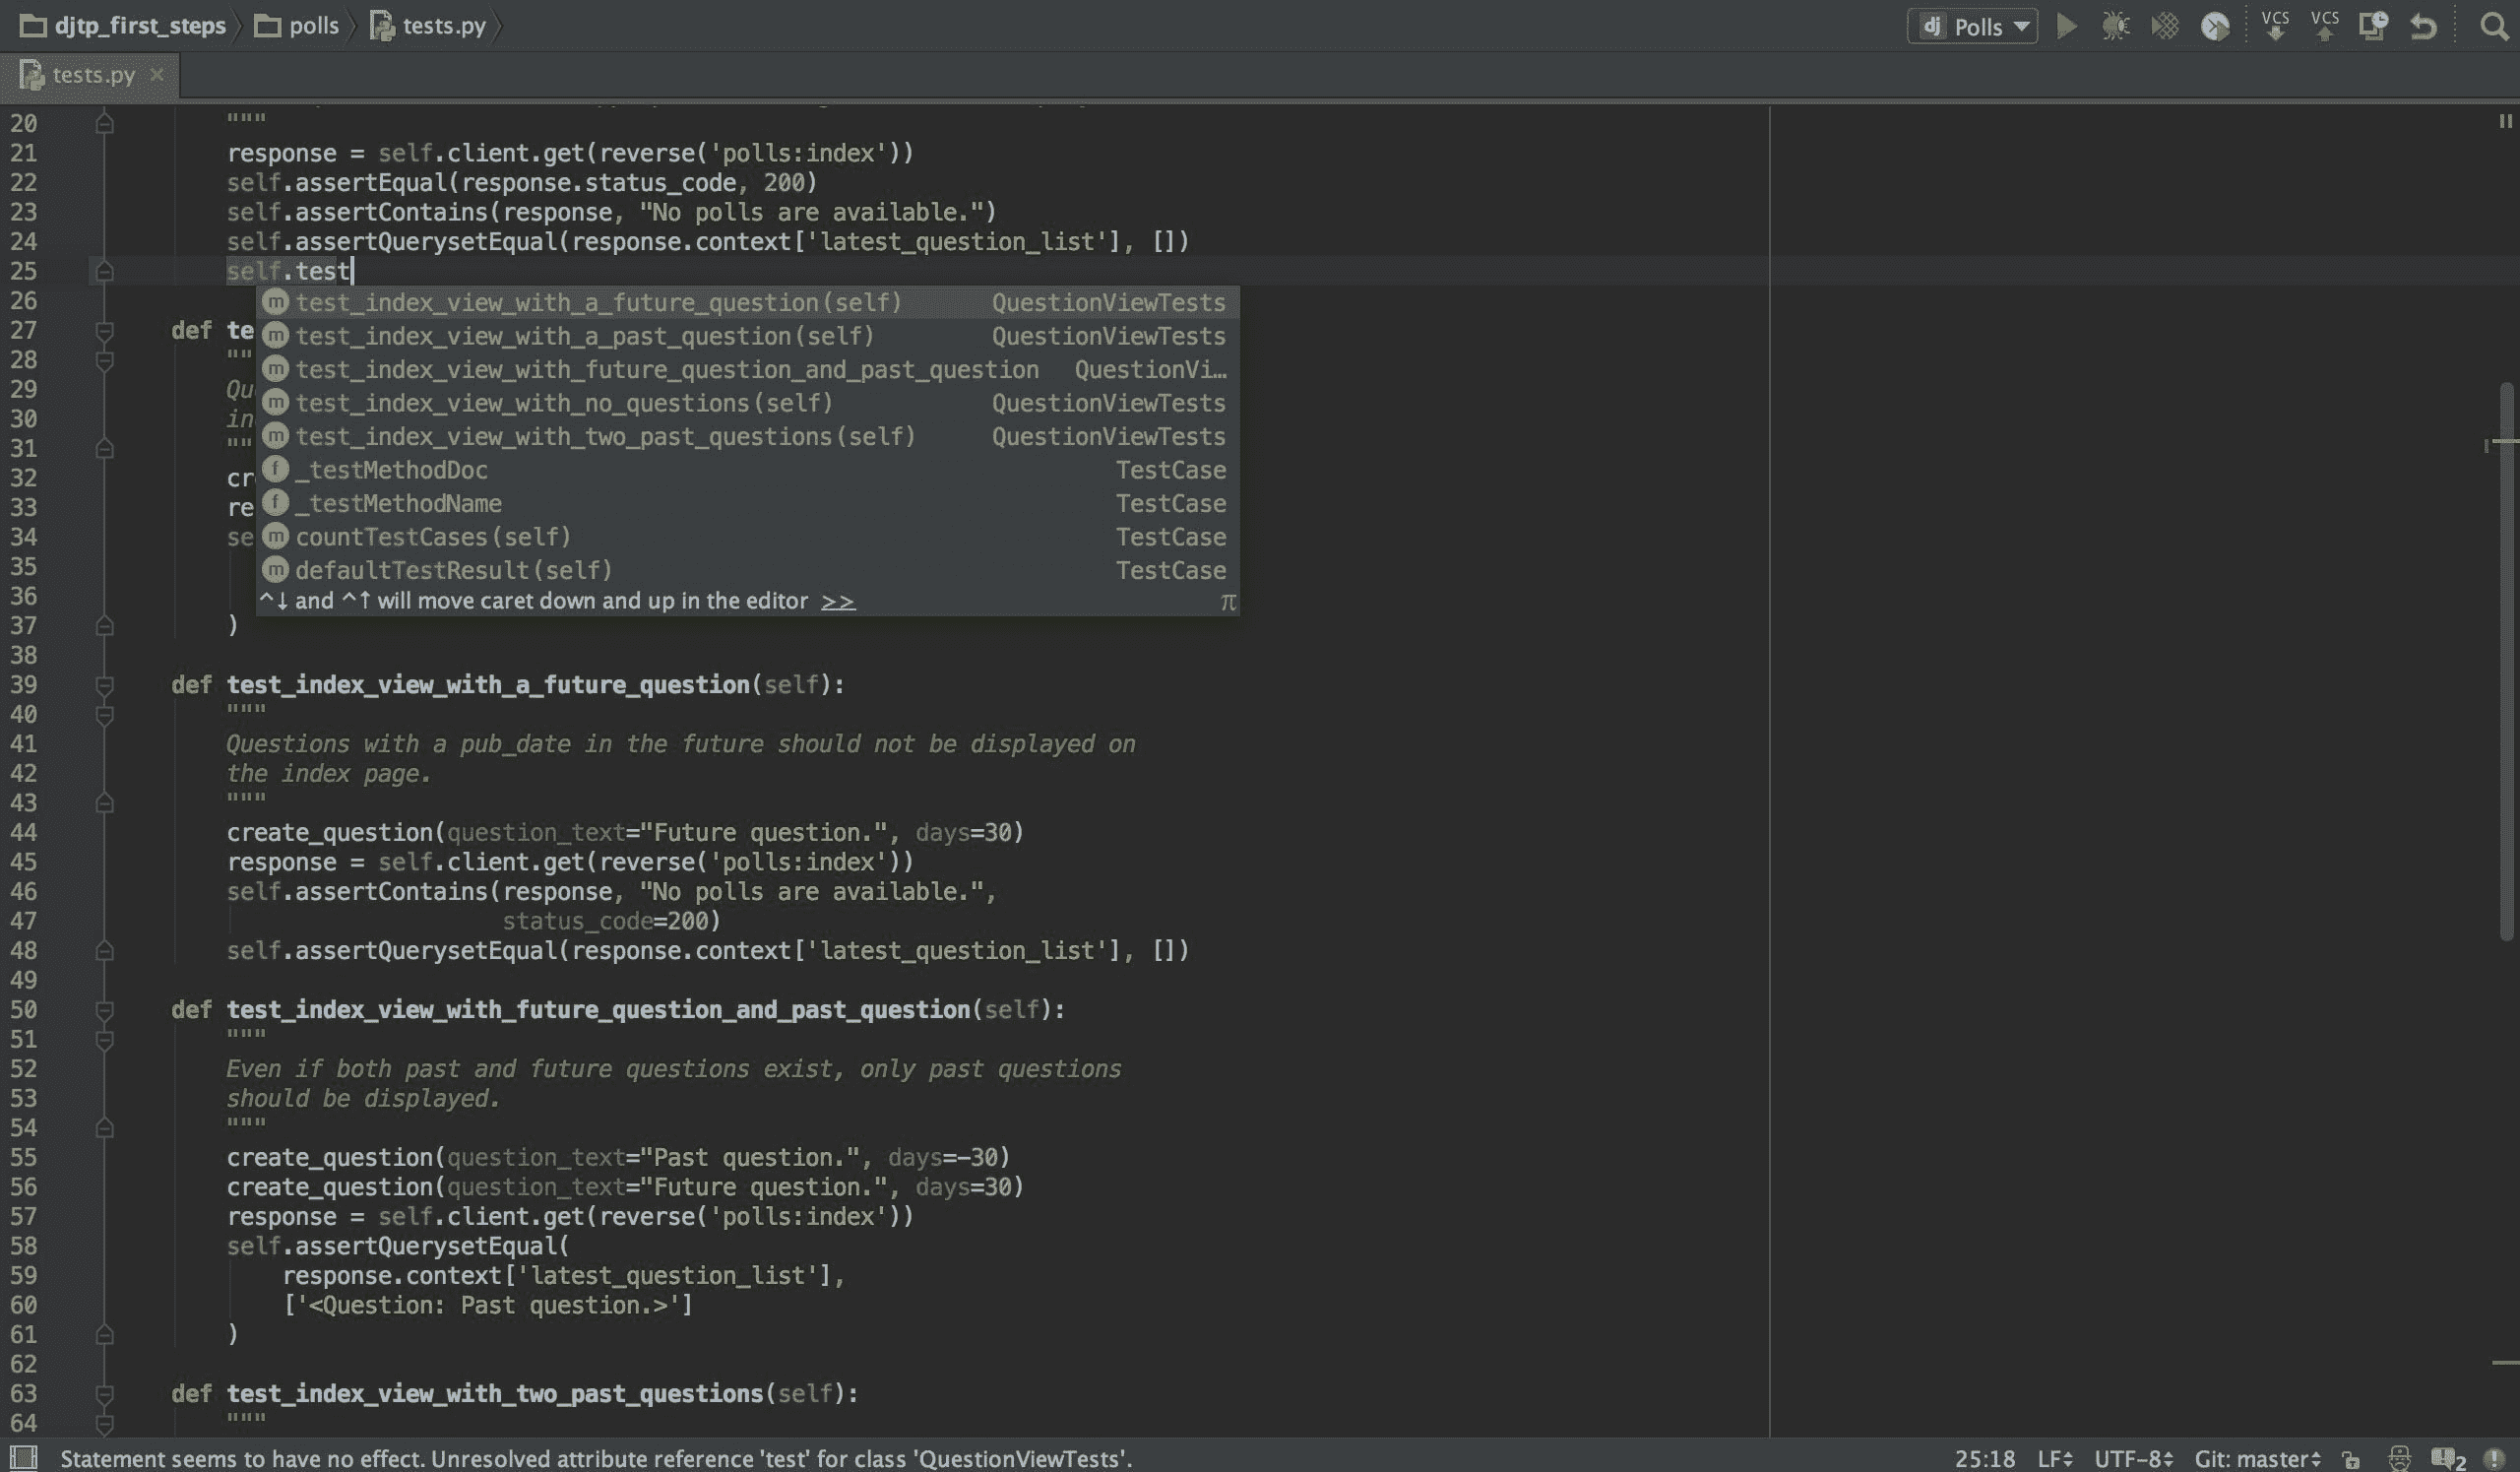 djtp_first_steps polls tests.py dj Polls VCS VCS
tests.py ×
20 """
21 response = self.client.get(reverse('polls:index'))
22 self.assertEqual(response.status_code, 200)
23 self.assertContains(response, "No polls are available.")
24 self.assertQuerysetEqual(response.context['latest_question_list'], [])
25 self.test
26 m test_index_view_with_a_future_question(self) QuestionViewTests
27 def te m test_index_view_with_a_past_question(self) QuestionViewTests
28 "" m test_index_view_with_future_question_and_past_question QuestionVi…
29 Qu m test_index_view_with_no_questions(self) QuestionViewTests
30 in m test_index_view_with_two_past_questions(self) QuestionViewTests
31 "" f _testMethodDoc TestCase
32 cr f _testMethodName TestCase
33 re m countTestCases(self) TestCase
34 se m defaultTestResult(self) TestCase
35
36 ^↓ and ^↑ will move caret down and up in the editor >> π
37 )
38
39 def test_index_view_with_a_future_question(self):
40 """
41 Questions with a pub_date in the future should not be displayed on
42 the index page.
43 """
44 create_question(question_text="Future question.", days=30)
45 response = self.client.get(reverse('polls:index'))
46 self.assertContains(response, "No polls are available.",
47 status_code=200)
48 self.assertQuerysetEqual(response.context['latest_question_list'], [])
49
50 def test_index_view_with_future_question_and_past_question(self):
51 """
52 Even if both past and future questions exist, only past questions
53 should be displayed.
54 """
55 create_question(question_text="Past question.", days=-30)
56 create_question(question_text="Future question.", days=30)
57 response = self.client.get(reverse('polls:index'))
58 self.assertQuerysetEqual(
59 response.context['latest_question_list'],
60 ['<Question: Past question.>']
61 )
62
63 def test_index_view_with_two_past_questions(self):
64 """
Statement seems to have no effect. Unresolved attribute reference 'test' for class 'QuestionViewTests'. 25:18 LF UTF-8 Git: master 2